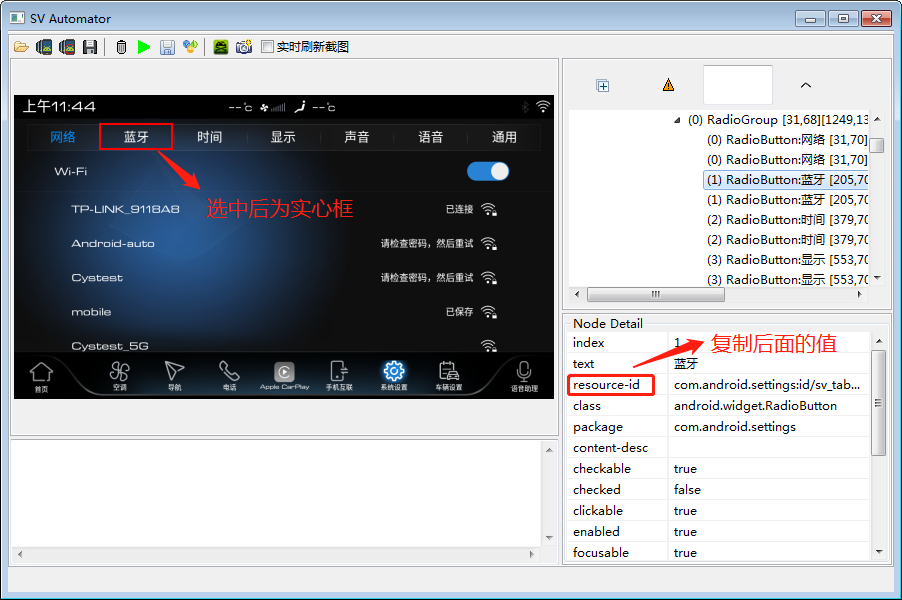 SV Automator
实时刷新截图
上午11:44
--℃
--℃
网络
蓝牙
时间
显示
声音
语音
通用
Wi-Fi
选中后为实心框
TP-LINK_9118A8
已连接
Android-auto
请检查密码，然后重试
Cystest
请检查密码，然后重试
mobile
已保存
Cystest_5G
首页
空调
导航
电话
Apple CarPlay
手机互联
系统设置
车辆设置
语音助理
(0) RadioGroup [31,68][1249,13
(0) RadioButton:网络 [31,70]
(0) RadioButton:网络 [31,70]
(1) RadioButton:蓝牙 [205,70
(1) RadioButton:蓝牙 [205,70
(2) RadioButton:时间 [379,70
(2) RadioButton:时间 [379,70
(3) RadioButton:显示 [553,70
(3) RadioButton:显示 [553,70
Node Detail
index 1
复制后面的值
text 蓝牙
resource-id com.android.settings:id/sv_tab...
class android.widget.RadioButton
package com.android.settings
content-desc
checkable true
checked false
clickable true
enabled true
focusable true